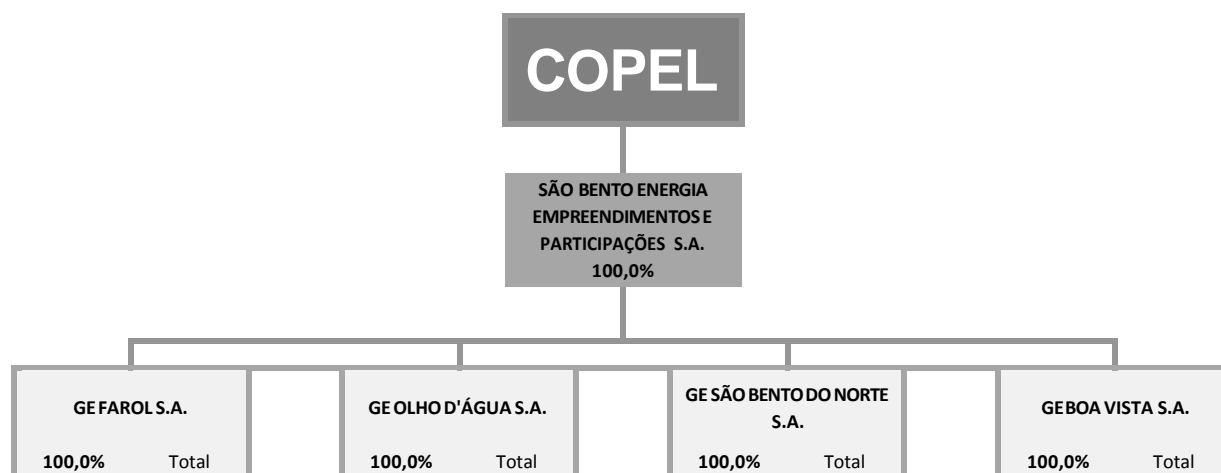 COPEL
SÃO BENTO ENERGIA
EMPREENDIMENTOS E
PARTICIPAÇÕES S.A.
100,0%
GE FAROL S.A.
100,0% Total
GE OLHO D'ÁGUA S.A.
100,0% Total
GE SÃO BENTO DO NORTE
S.A.
100,0% Total
GE BOA VISTA S.A.
100,0% Total